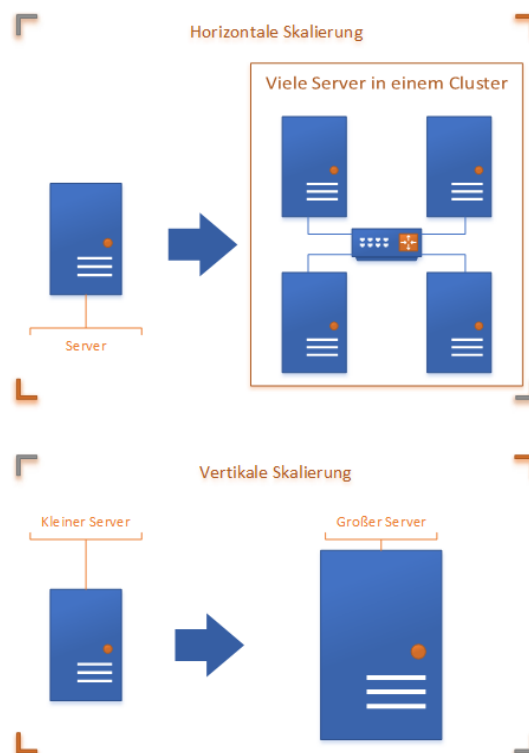 Horizontale Skalierung
Viele Server in einem Cluster
Server
Vertikale Skalierung
Kleiner Server
Großer Server